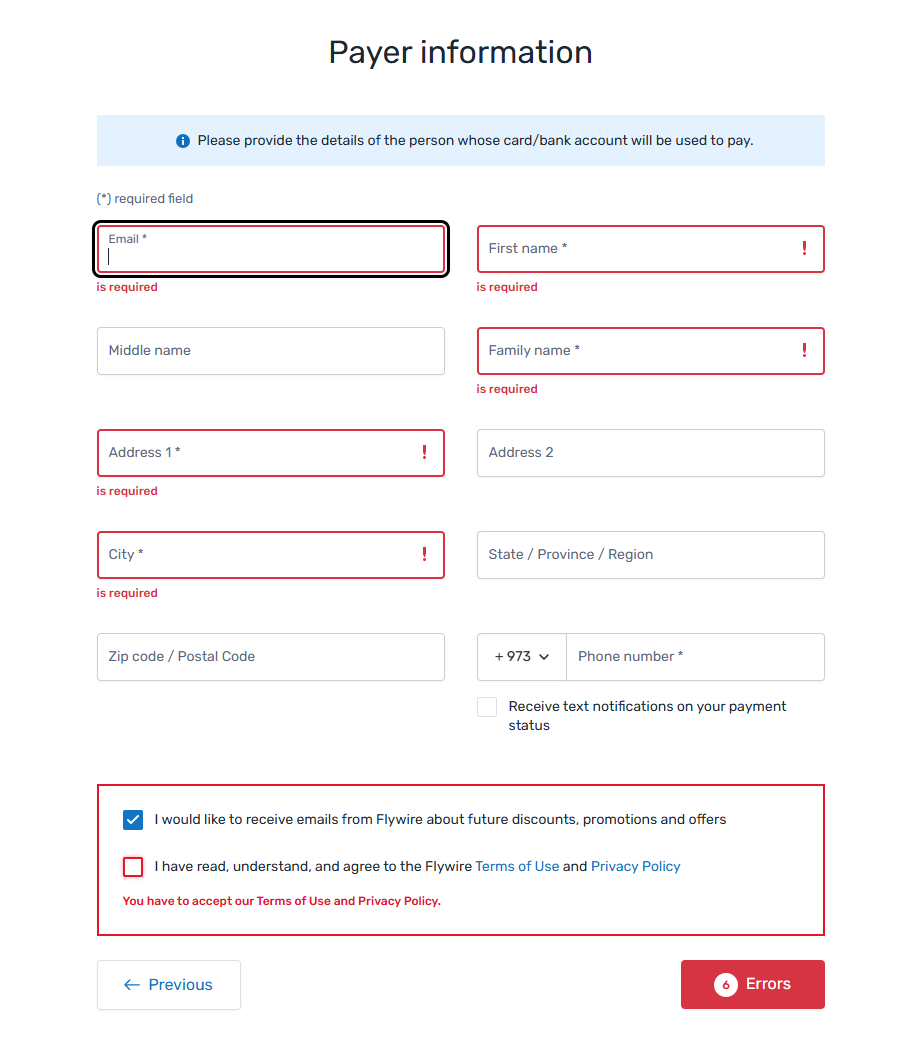 Payer information
Please provide the details of the person whose card/bank account will be used to pay.
(*) required field
Email *
is required
First name *
is required
Middle name
Family name *
is required
Address 1 *
is required
Address 2
City *
is required
State / Province / Region
Zip code / Postal Code
+ 973
Phone number *
Receive text notifications on your payment
status
I would like to receive emails from Flywire about future discounts, promotions and offers
I have read, understand, and agree to the Flywire Terms of Use and Privacy Policy
You have to accept our Terms of Use and Privacy Policy.
← Previous
6 Errors